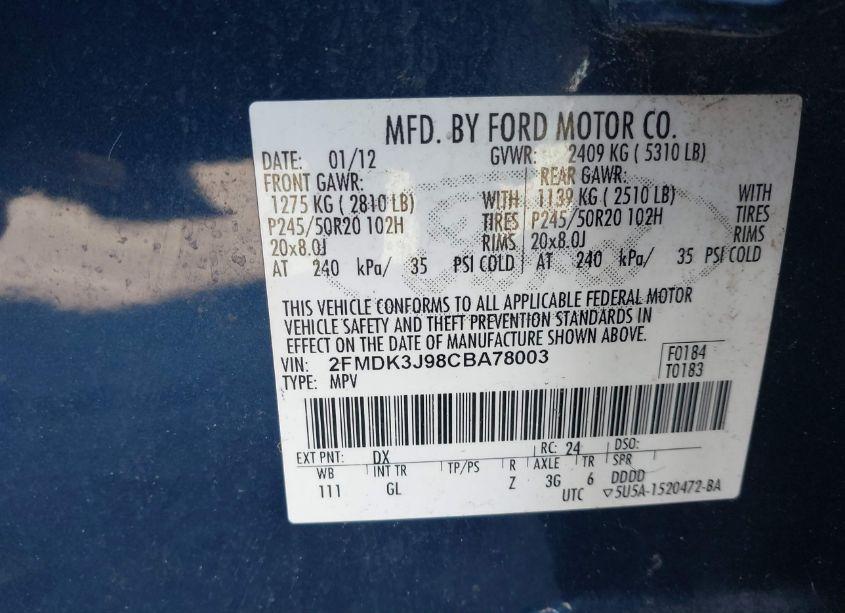 MFD. BY FORD MOTOR CO.
DATE: 01/12 GVWR: 2409 KG ( 5310 LB)
FRONT GAWR: REAR GAWR:
1275 KG ( 2810 LB) WITH 1139 KG ( 2510 LB) WITH
P245/50R20 102H TIRES P245/50R20 102H TIRES
20x8.0J RIMS 20x8.0J RIMS
AT 240 kPa/ 35 PSI COLD AT 240 kPa/ 35 PSI COLD
THIS VEHICLE CONFORMS TO ALL APPLICABLE FEDERAL MOTOR
VEHICLE SAFETY AND THEFT PREVENTION STANDARDS IN
EFFECT ON THE DATE OF MANUFACTURE SHOWN ABOVE.
VIN: 2FMDK3J98CBA78003 F0184
TYPE: MPV T0183
EXT PNT: DX RC: 24 DSO:
WB INT TR TP/PS R AXLE TR SPR
111 GL Z 3G 6 DDDD
UTC ▽5U5A-1520472-BA